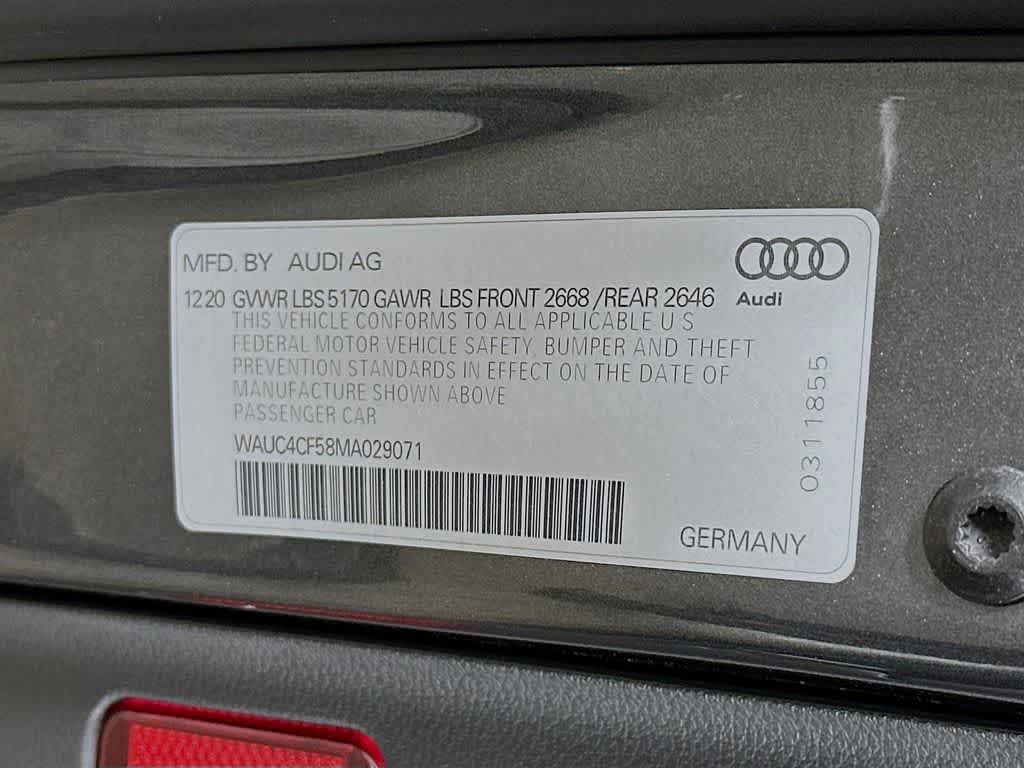 MFD. BY AUDI AG
1220 GVWR LBS 5170 GAWR LBS FRONT 2668 /REAR 2646
Audi
THIS VEHICLE CONFORMS TO ALL APPLICABLE U S
FEDERAL MOTOR VEHICLE SAFETY, BUMPER AND THEFT
PREVENTION STANDARDS IN EFFECT ON THE DATE OF
MANUFACTURE SHOWN ABOVE
PASSENGER CAR
WAUC4CF58MA029071
0311855
GERMANY